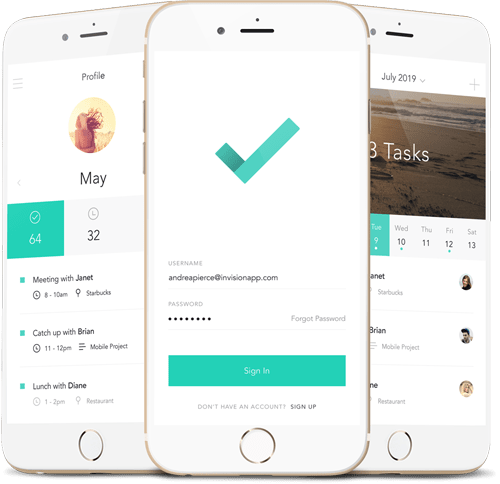 Profile
May
64
32
Meeting with Janet
8 - 10am
Starbucks
Catch up with Brian
11 - 12pm
Mobile Project
Lunch with Diane
1 - 2pm
Restaurant
USERNAME
andreapierce@invisionapp.com
PASSWORD
Forgot Password
Sign In
DON'T HAVE AN ACCOUNT? SIGN UP
July 2019
3 Tasks
Tue Wed Thu Fri Sat
9 10 11 12 13
anet
Brian
Mobile Project
Diane
Restaurant